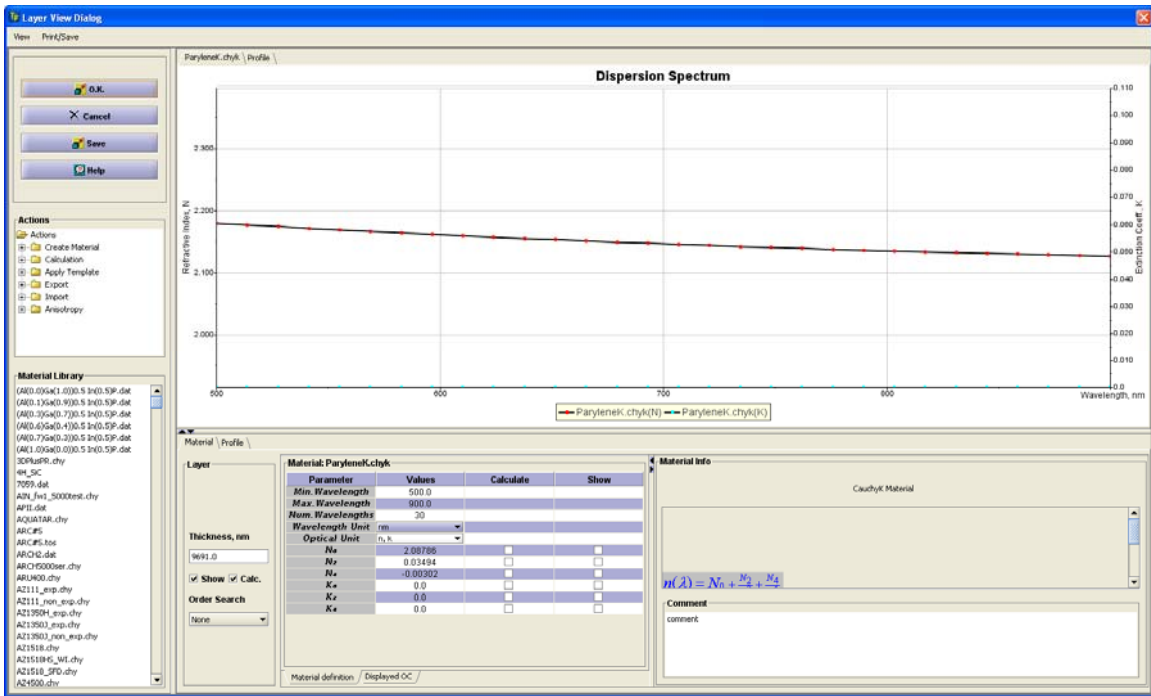 Layer View Dialog
View Print/Save
O.K.
Cancel
Save
Help
Actions
Actions
Create Material
Calculation
Apply Template
Export
Import
Anisotropy
Material Library
(Al(0.0)Ga(1.0))0.5 In(0.5)P.dat
(Al(0.1)Ga(0.9))0.5 In(0.5)P.dat
(Al(0.3)Ga(0.7))0.5 In(0.5)P.dat
(Al(0.6)Ga(0.4))0.5 In(0.5)P.dat
(Al(0.7)Ga(0.3))0.5 In(0.5)P.dat
(Al(1.0)Ga(0.0))0.5 In(0.5)P.dat
3DPlusPR.chy
4H_SiC
7059.dat
AlN_fw1_5000test.chy
APII.dat
AQUATAR.chy
ARC#5
ARC#5.tos
ARCH2.dat
ARCH5000ser.chy
ARU400.chy
AZ111_exp.chy
AZ111_non_exp.chy
AZ1350H_exp.chy
AZ1350J_exp.chy
AZ1350J_non_exp.chy
AZ1518.chy
AZ1518HS_WI.chy
AZ1518_SFD.chy
AZ4500.chy
ParyleneK.chyk Profile
Dispersion Spectrum
Refractive Index, N
2.300
2.200
2.100
2.000
500 600 700 800
Wavelength, nm
Extinction Coeff., K
0.110
0.100
0.090
0.080
0.070
0.060
0.050
0.040
0.030
0.020
0.010
0.0
ParyleneK.chyk(N) ParyleneK.chyk(K)
Material Profile
Layer
Thickness, nm
9691.0
Show Calc.
Order Search
None
Material: ParyleneK.chyk
Parameter Values Calculate Show
Min. Wavelength 500.0
Max. Wavelength 900.0
Num. Wavelengths 30
Wavelength Unit nm
Optical Unit n, k
N₀ 2.08786
N₂ 0.03494
N₄ -0.00302
K₀ 0.0
K₂ 0.0
K₄ 0.0
Material definition Displayed OC
Material Info
CauchyK Material
n(λ) = N₀ + N₂ + N₄
Comment
comment